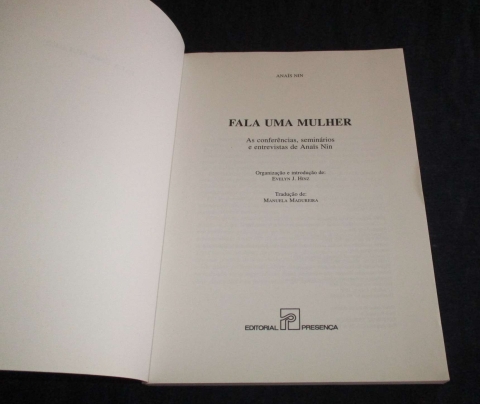 ANAÏS NIN
FALA UMA MULHER
As conferências, seminários
e entrevistas de Anaïs Nin
Organização e introdução de:
EVELYN J. HINZ
Tradução de:
MANUELA MADUREIRA
EDITORIAL PRESENÇA